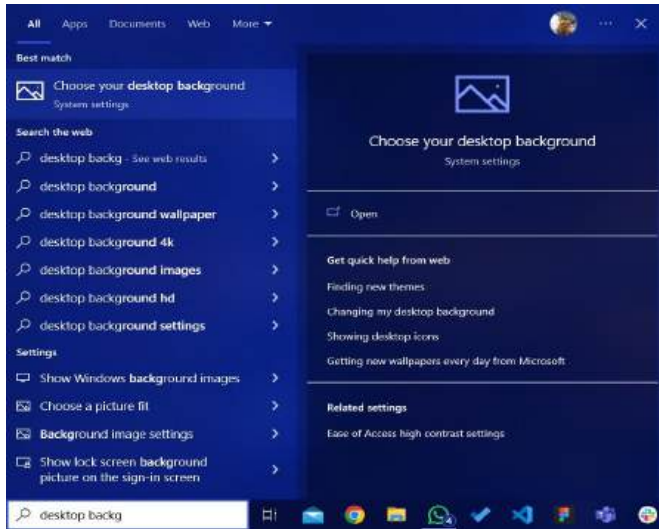 All Apps Documents Web More
Best match
Choose your desktop background
System settings
Search the web
desktop backg - See web results
desktop background
desktop background wallpaper
desktop background 4k
desktop background images
desktop background hd
desktop background settings
Settings
Show Windows background images
Choose a picture fit
Background image settings
Show lock screen background
picture on the sign-in screen
desktop backg
Choose your desktop background
System settings
Open
Get quick help from web
Finding new themes
Changing my desktop background
Showing desktop icons
Getting new wallpapers every day from Microsoft
Related settings
Ease of Access high contrast settings